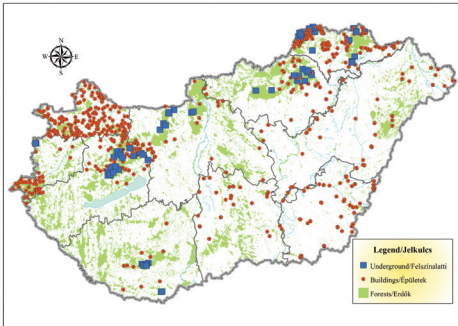 N
W
E
S
Legend/Jelkulcs
Underground/Felszínalatti
Buildings/Épületek
Forests/Erdők